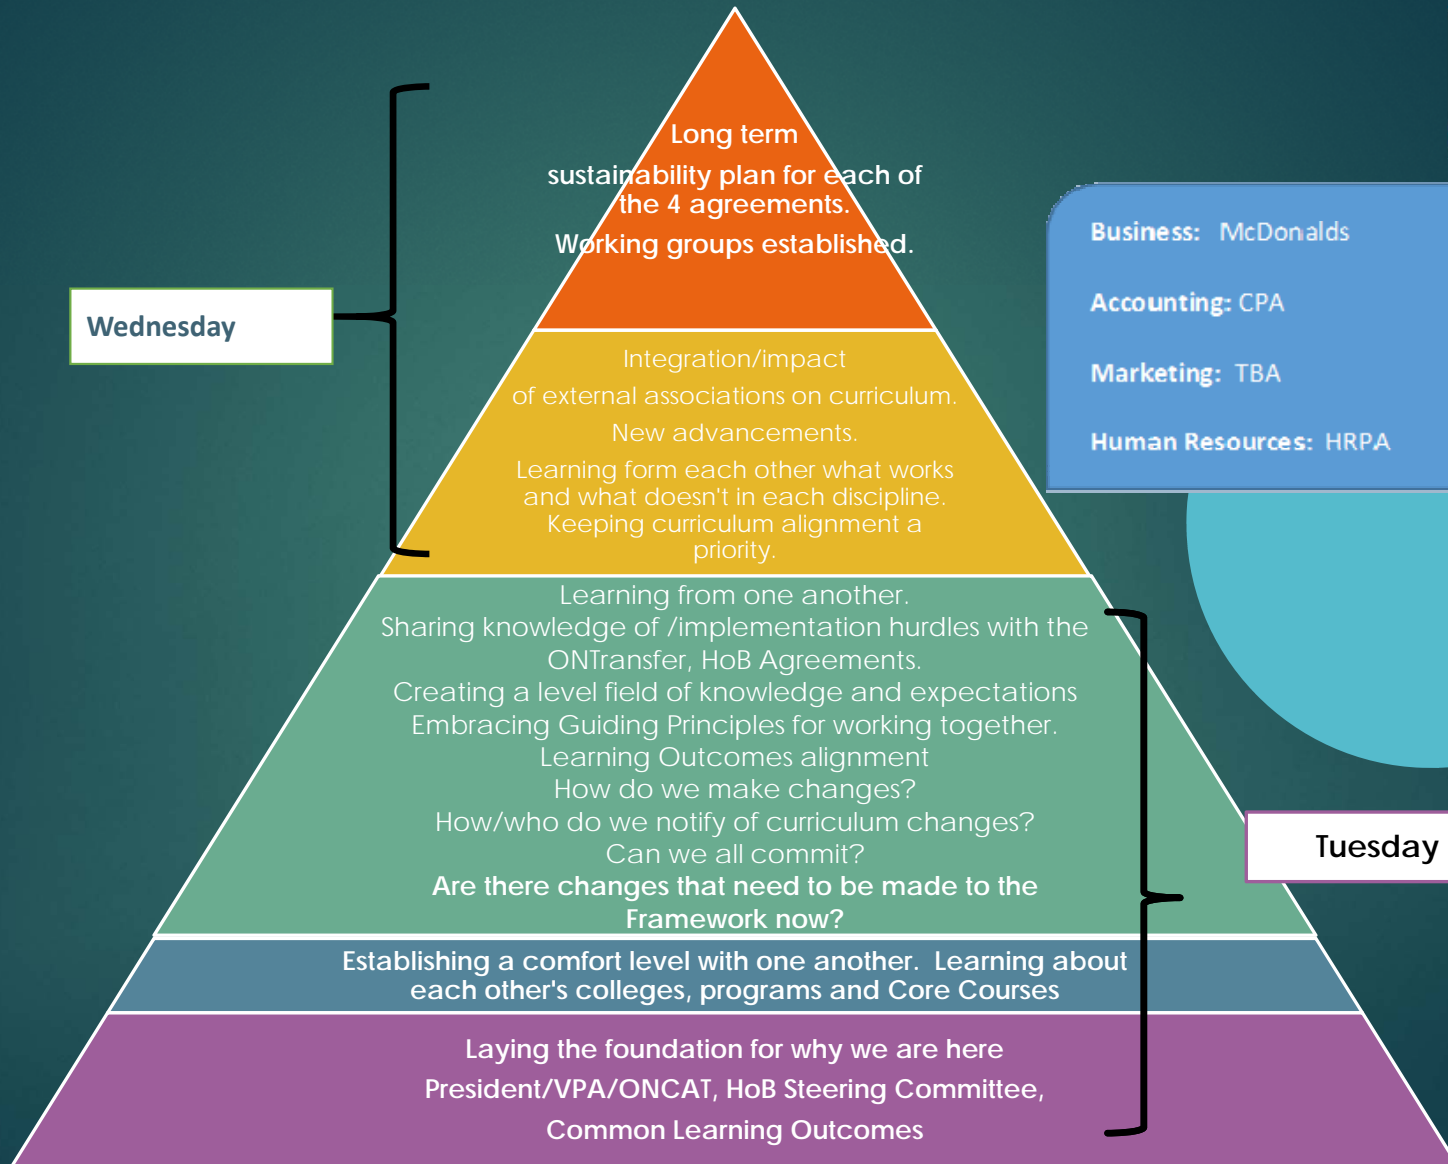 Long term
sustainability plan for each of
the 4 agreements.
Working groups established.
Wednesday
Business: McDonalds
Accounting: CPA
Marketing: TBA
Human Resources: HRPA
Integration/impact
of external associations on curriculum.
New advancements.
Learning form each other what works
and what doesn't in each discipline.
Keeping curriculum alignment a
priority.
Learning from one another.
Sharing knowledge of /implementation hurdles with the
ONTransfer, HoB Agreements.
Creating a level field of knowledge and expectations
Embracing Guiding Principles for working together.
Learning Outcomes alignment
How do we make changes?
How/who do we notify of curriculum changes?
Can we all commit?
Are there changes that need to be made to the
Framework now?
Tuesday
Establishing a comfort level with one another.  Learning about
each other's colleges, programs and Core Courses
Laying the foundation for why we are here
President/VPA/ONCAT, HoB Steering Committee,
Common Learning Outcomes